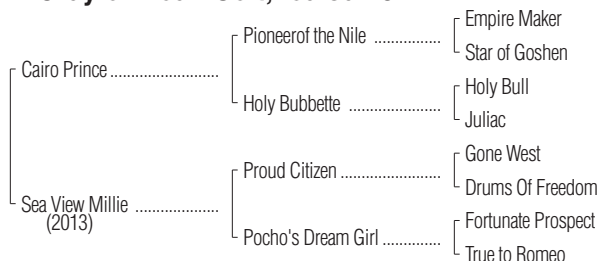 Empire Maker
Pioneerof the Nile ................
Star of Goshen
Cairo Prince ......................
Holy Bull
Holy Bubbette ...................
Juliac
Gone West
Proud Citizen ....................
Drums Of Freedom
Sea View Millie .................
(2013)
Fortunate Prospect
Pocho's Dream Girl ............
True to Romeo